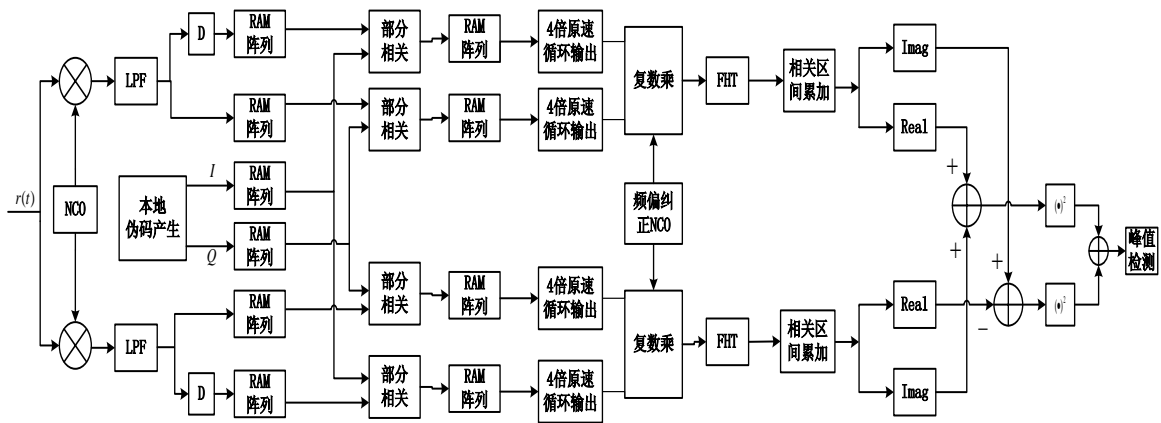 r(t)
NCO
LPF
D
RAM
阵列
RAM
阵列
本地
伪码产生
I
Q
RAM
阵列
RAM
阵列
LPF
D
RAM
阵列
RAM
阵列
部分
相关
部分
相关
部分
相关
部分
相关
RAM
阵列
RAM
阵列
RAM
阵列
RAM
阵列
4倍原速
循环输出
4倍原速
循环输出
4倍原速
循环输出
4倍原速
循环输出
复数乘
频偏纠
正NCO
复数乘
FHT
相关区
间累加
FHT
相关区
间累加
Imag
Real
Real
Imag
+
+
+
−
(•)²
(•)²
峰值
检测